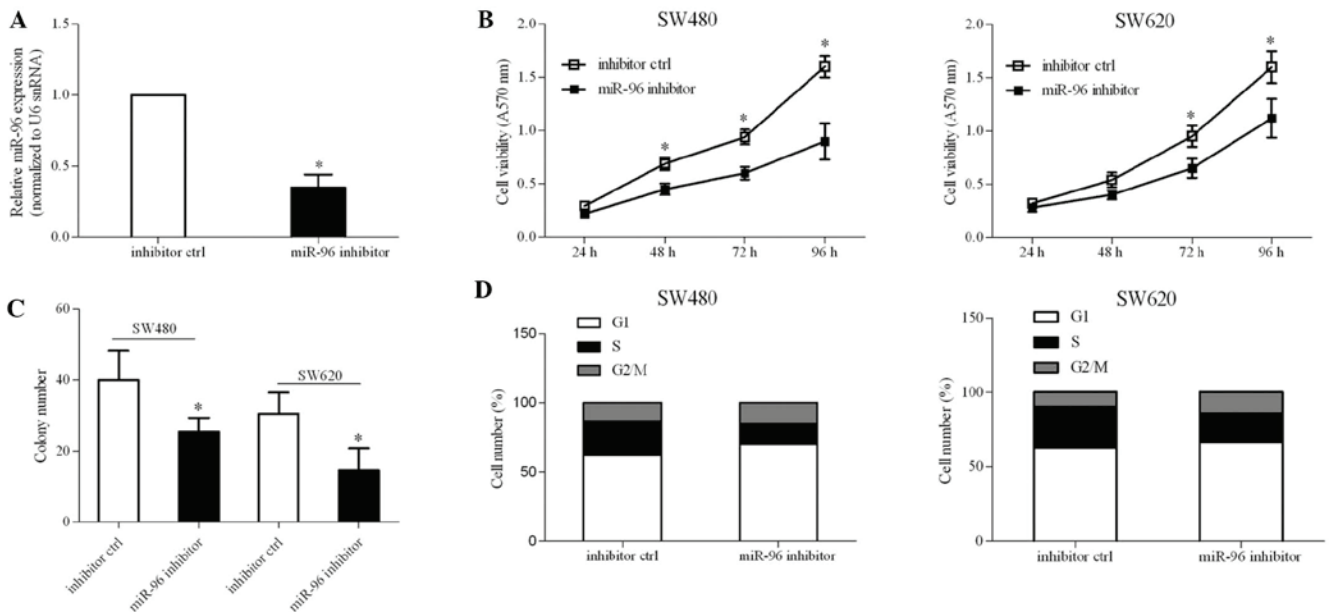 A
Relative miR-96 expression
(normalized to U6 snRNA)
1.5
1.0
0.5
0.0
*
inhibitor ctrl
miR-96 inhibitor
B
SW480
Cell viability (A570 nm)
2.0
1.5
1.0
0.5
0.0
inhibitor ctrl
miR-96 inhibitor
*
*
*
24 h
48 h
72 h
96 h
SW620
Cell viability (A570 nm)
2.0
1.5
1.0
0.5
0.0
inhibitor ctrl
miR-96 inhibitor
*
*
24 h
48 h
72 h
96 h
C
Colony number
60
40
20
0
SW480
SW620
*
*
inhibitor ctrl
miR-96 inhibitor
inhibitor ctrl
miR-96 inhibitor
D
SW480
G1
S
G2/M
Cell number (%)
150
100
50
0
inhibitor ctrl
miR-96 inhibitor
SW620
G1
S
G2/M
Cell number (%)
150
100
50
0
inhibitor ctrl
miR-96 inhibitor